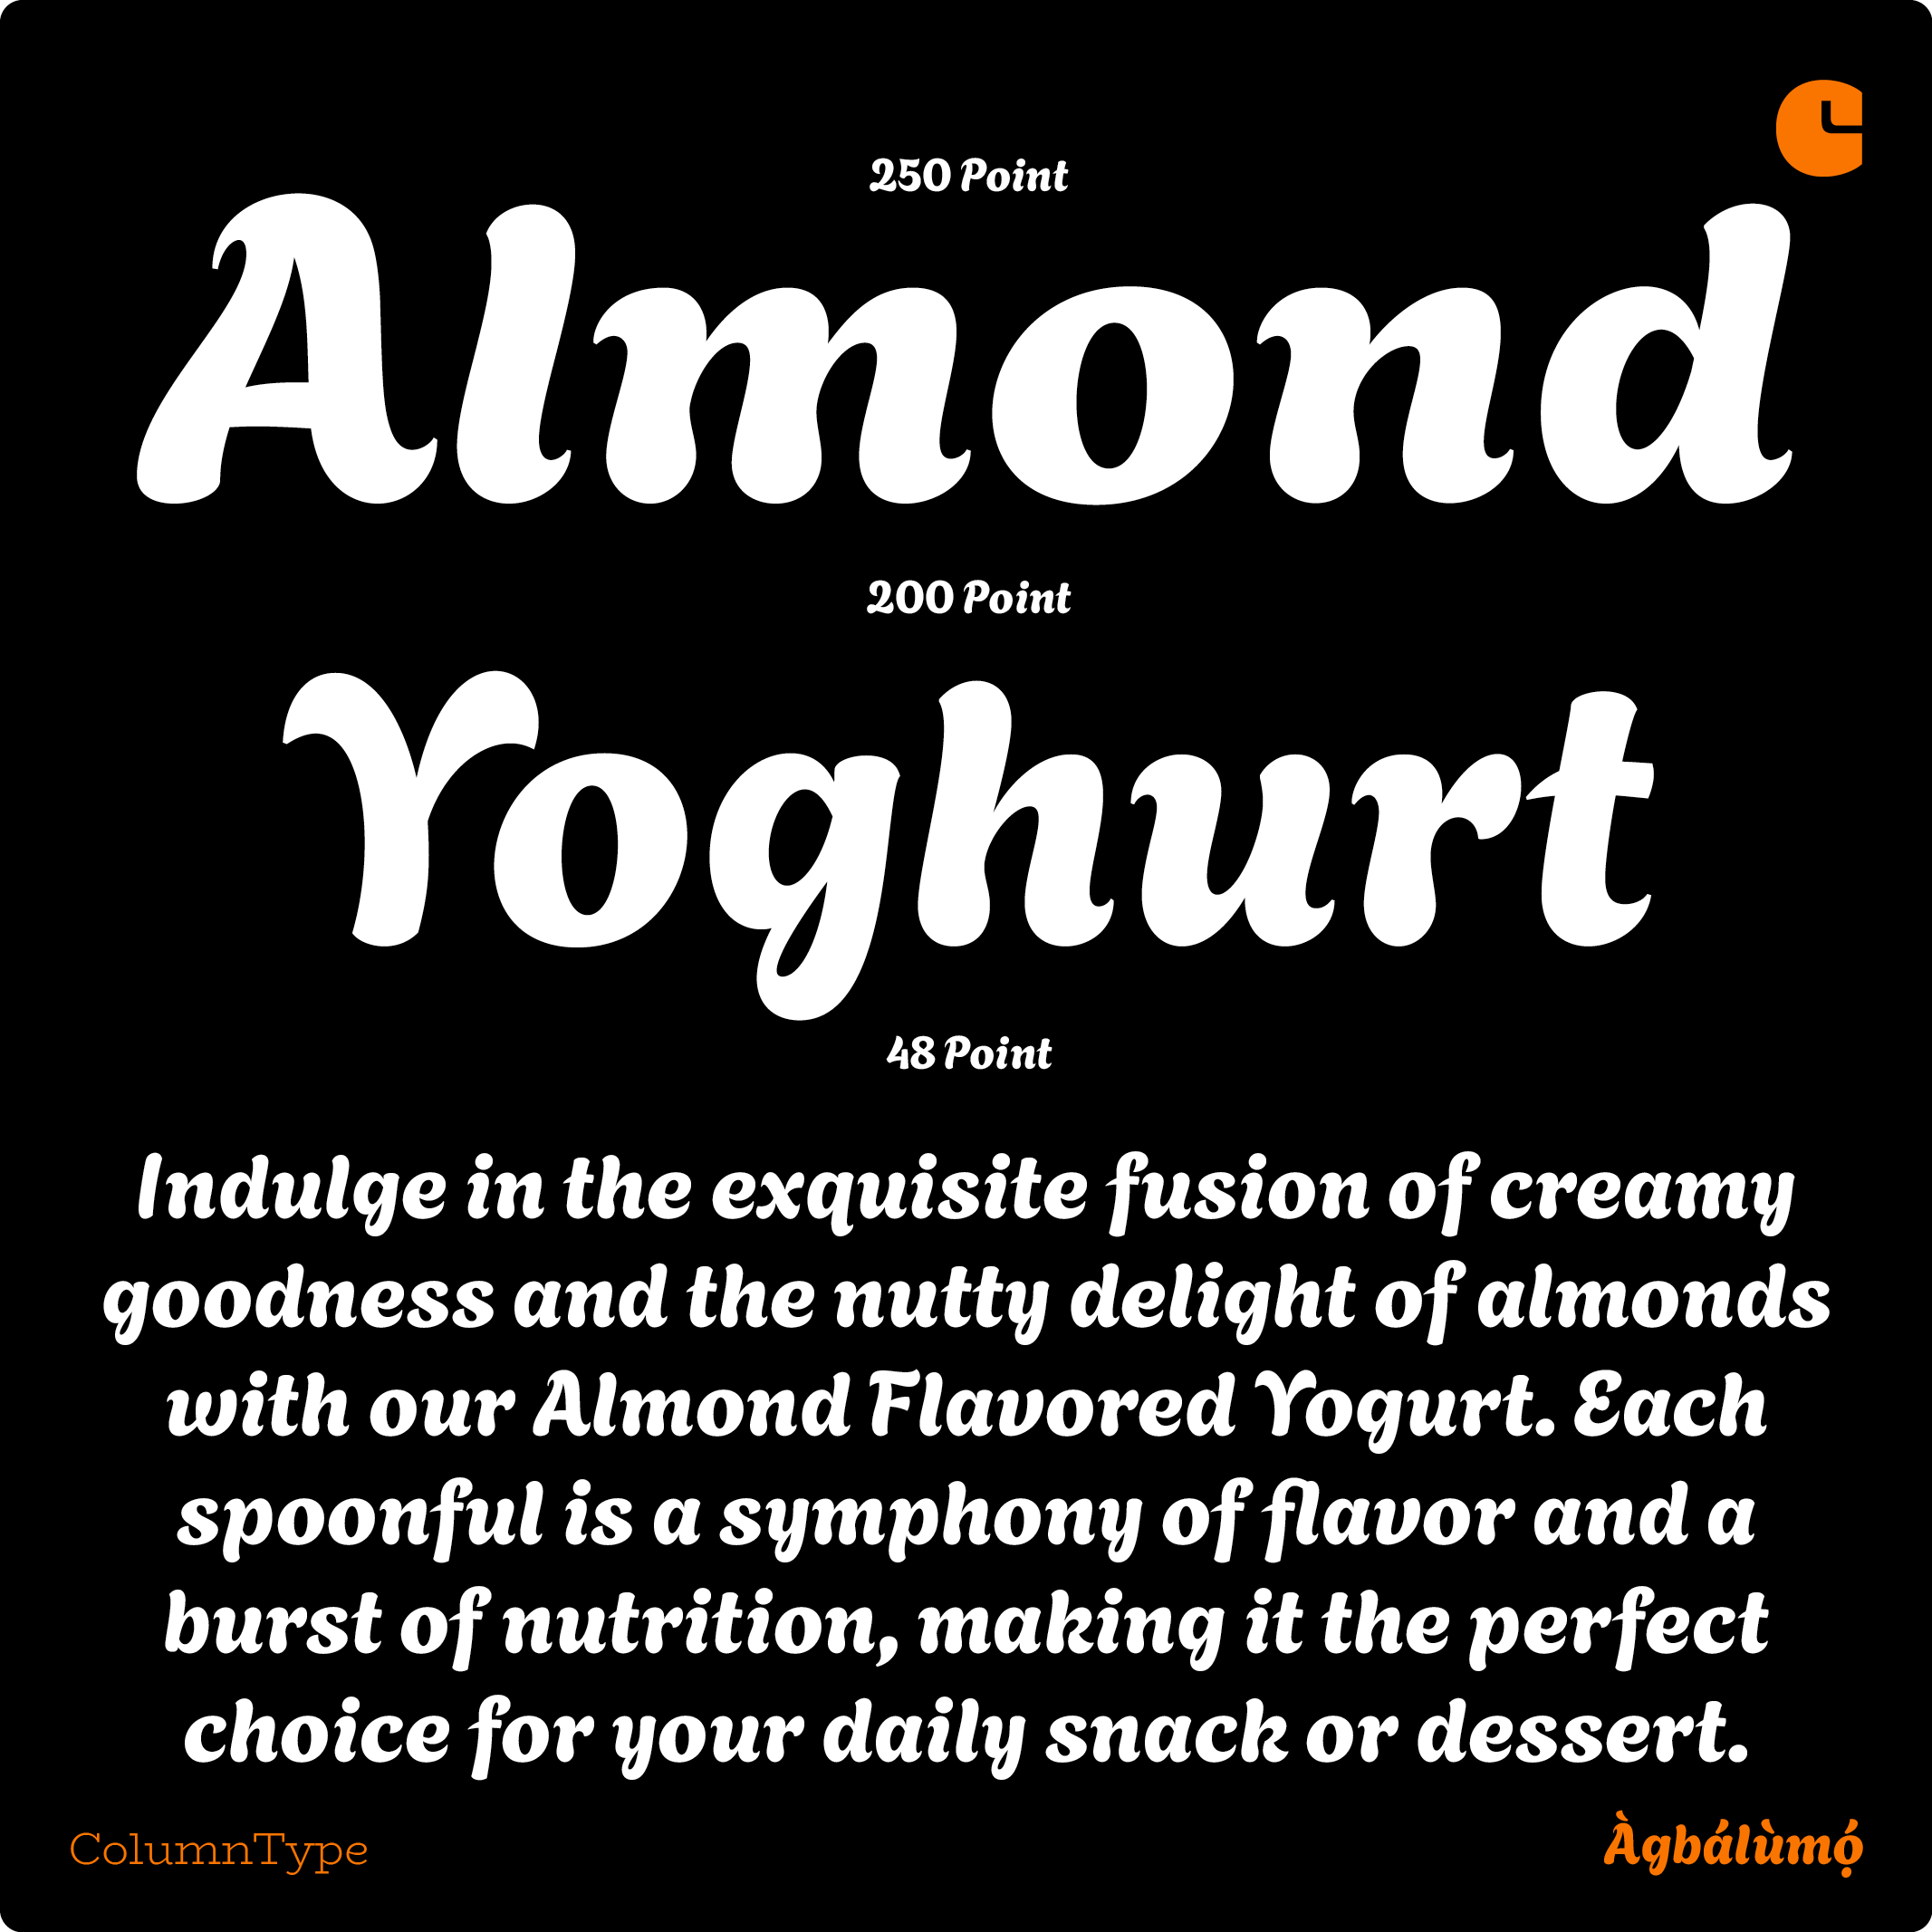 C
250 Point
Almond
200 Point
Yoghurt
48 Point
Indulge in the exquisite fusion of creamy
goodness and the nutty delight of almonds
with our Almond Flavored Yogurt. Each
spoonful is a symphony of flavor and a
burst of nutrition, making it the perfect
choice for your daily snack or dessert.
ColumnType
Àgbálùmọ́